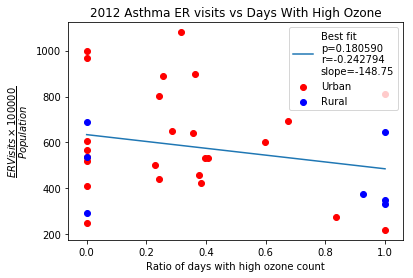 2012 Asthma ER visits vs Days With High Ozone
Best fit
p=0.180590
r=-0.242794
slope=-148.75
Urban
Rural
1000
800
600
400
200
ERVisits × 100000
Population
0.0 0.2 0.4 0.6 0.8 1.0
Ratio of days with high ozone count